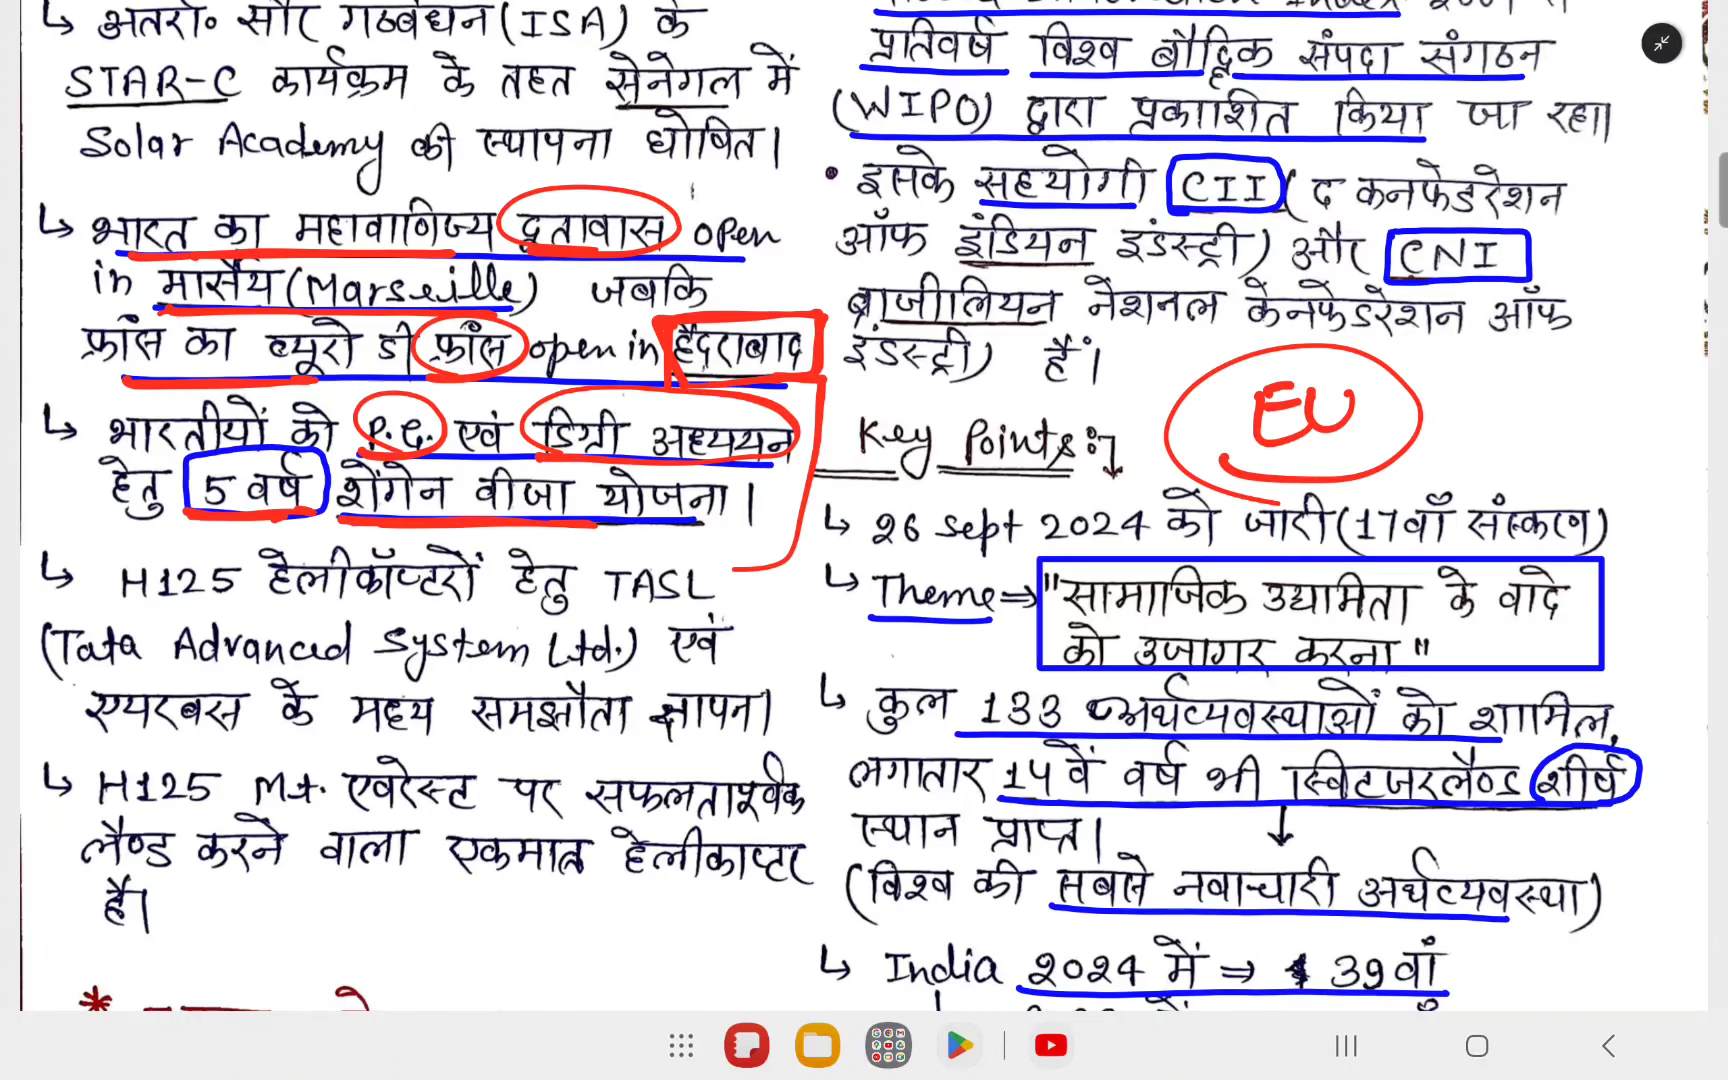 ↳ अंतरा० सौर गठबंधन (ISA) के
STAR-C कार्यक्रम के तहत सेनेगल में
Solar Academy की स्थापना घोषित।
↳ भारत का महावाणिज्य दूतावास open
in मार्सेय (Marseille) जबकि
फ्रांस का ब्यूरो डी फ्रांस open in हैदराबाद
↳ भारतीयों को P.G. एवं डिग्री अध्ययन
हेतु 5 वर्ष शेंगेन वीजा योजना।
↳ H125 हेलीकॉप्टरों हेतु TASL
(Tata Advanced System Ltd.) एवं
एयरबस के मध्य समझौता ज्ञापन।
↳ H125 Mt. एवरेस्ट पर सफलतापूर्वक
लैण्ड करने वाला एकमात्र हेलीकाप्टर
है।
प्रतिवर्ष विश्व बौद्धिक संपदा संगठन
(WIPO) द्वारा प्रकाशित किया जा रहा।
• इसके सहयोगी CII (द कनफेडरेशन
ऑफ इंडियन इंडस्ट्री) और CNI
ब्राजीलियन नेशनल केनफेडरेशन ऑफ
इंडस्ट्री) हैं।
EU
Key Points:
↳ 26 sept 2024 को जारी (17वाँ संस्करण)
↳ Theme ⇒ "सामाजिक उद्यमिता के वादे
को उजागर करना"
↳ कुल 133 अर्थव्यवस्थाओं को शामिल,
लगातार 14 वें वर्ष भी स्विटजरलैण्ड शीर्ष
स्थान प्राप्त।
(विश्व की सबसे नवाचारी अर्थव्यवस्था)
↳ India 2024 में ⇒ 39वाँ